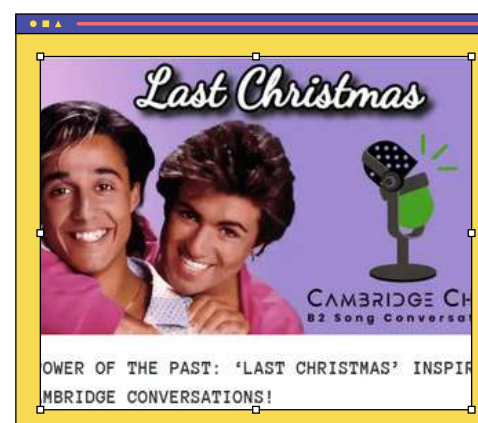 Last Christmas
CAMBRIDGE CH
B2 Song Conversat
OWER OF THE PAST: ‘LAST CHRISTMAS’ INSPIR
MBRIDGE CONVERSATIONS!